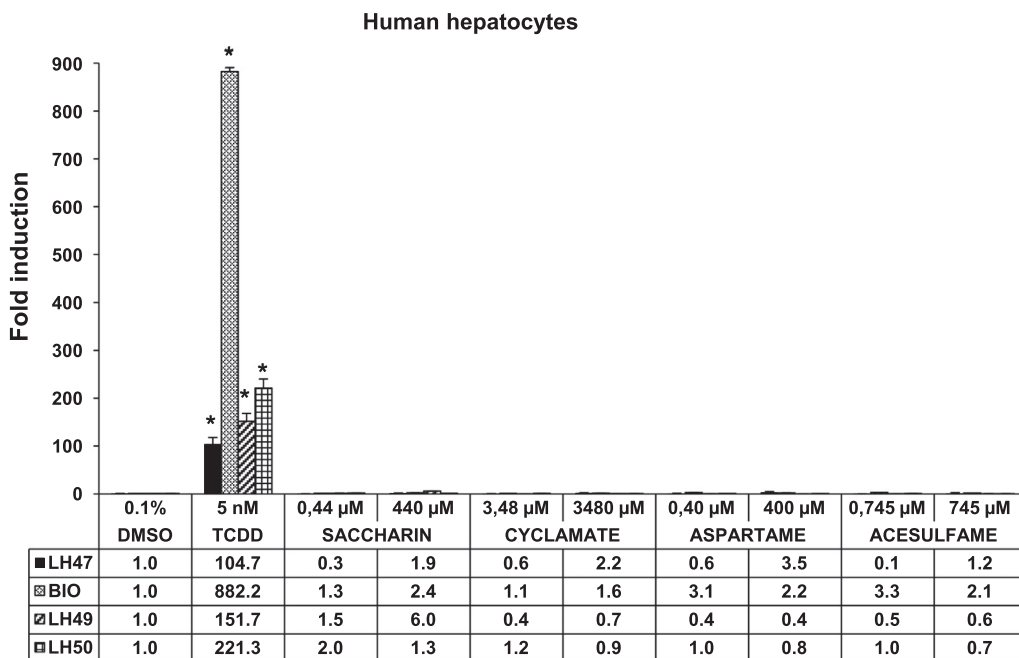 Human hepatocytes
Fold induction
900
800
700
600
500
400
300
200
100
0
* * * *
0.1% 5 nM 0,44 µM 440 µM 3,48 µM 3480 µM 0,40 µM 400 µM 0,745 µM 745 µM
DMSO TCDD SACCHARIN CYCLAMATE ASPARTAME ACESULFAME
LH47 1.0 104.7 0.3 1.9 0.6 2.2 0.6 3.5 0.1 1.2
BIO 1.0 882.2 1.3 2.4 1.1 1.6 3.1 2.2 3.3 2.1
LH49 1.0 151.7 1.5 6.0 0.4 0.7 0.4 0.4 0.5 0.6
LH50 1.0 221.3 2.0 1.3 1.2 0.9 1.0 0.8 1.0 0.7